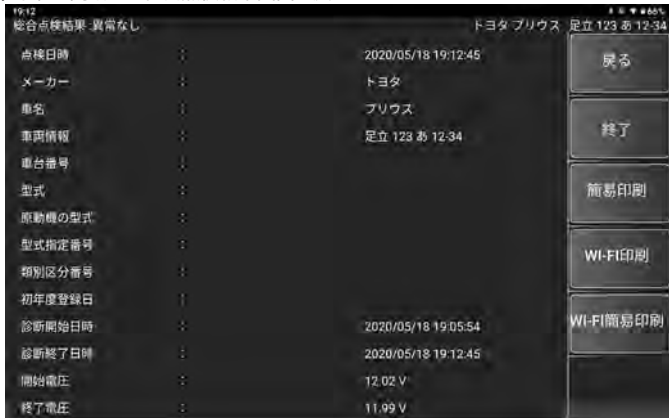 19:12
66%
総合点検結果-異常なし トヨタ プリウス 足立 123 あ 12-34
点検日時 : 2020/05/18 19:12:45
メーカー : トヨタ
車名 : プリウス
車両情報 : 足立 123 あ 12-34
車台番号 :
型式 :
原動機の型式 :
型式指定番号 :
類別区分番号 :
初年度登録日 :
診断開始日時 : 2020/05/18 19:05:54
診断終了日時 : 2020/05/18 19:12:45
開始電圧 : 12.02 V
終了電圧 : 11.99 V
戻る
終了
簡易印刷
WI-FI印刷
WI-FI簡易印刷